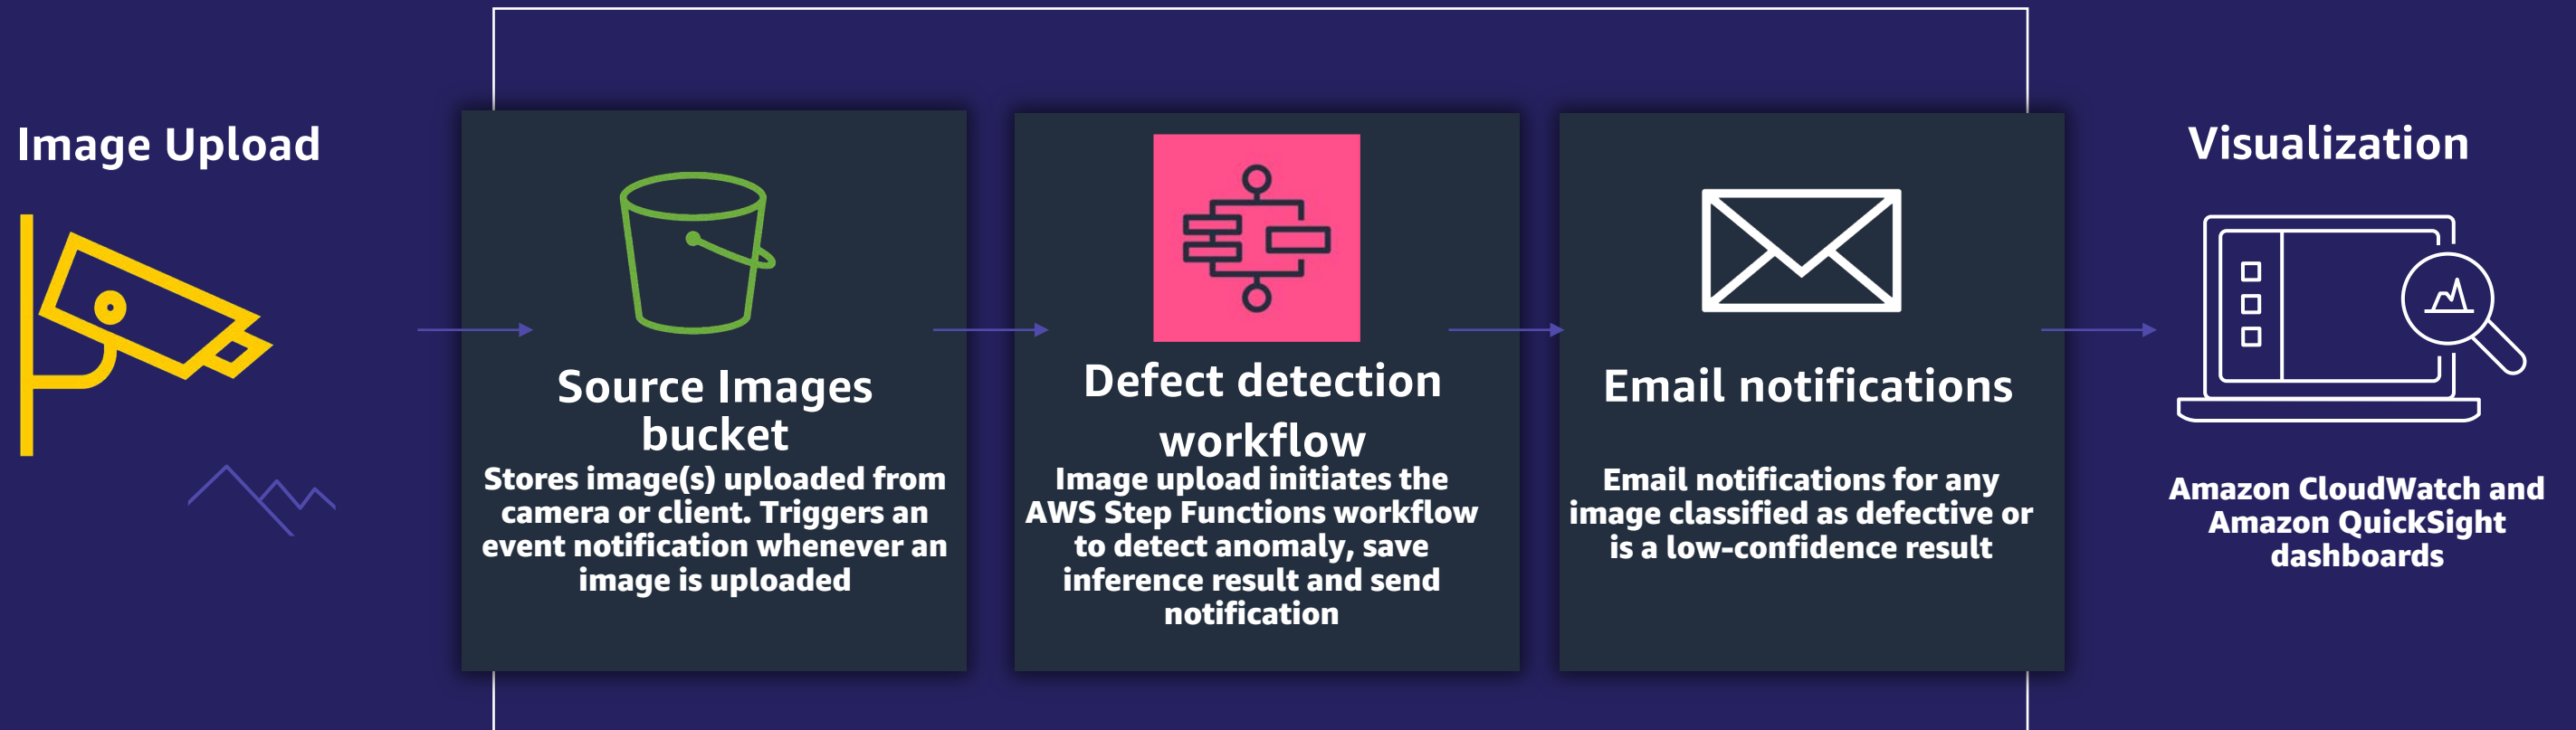 Image Upload
Source Images
bucket
Stores image(s) uploaded from
camera or client. Triggers an
event notification whenever an
image is uploaded
Defect detection
workflow
Image upload initiates the
AWS Step Functions workflow
to detect anomaly, save
inference result and send
notification
Email notifications
Email notifications for any
image classified as defective or
is a low-confidence result
Visualization
Amazon CloudWatch and
Amazon QuickSight
dashboards